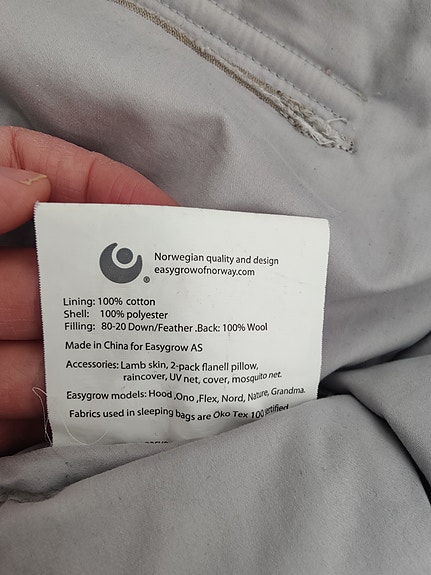 Norwegian quality and design
easygrowofnorway.com
®
Lining: 100% cotton
Shell: 100% polyester
Filling: 80-20 Down/Feather .Back: 100% Wool
Made in China for Easygrow AS
Accessories: Lamb skin, 2-pack flanell pillow,
raincover, UV net, cover, mosquito net.
Easygrow models: Hood ,Ono ,Flex, Nord, Nature, Grandma.
Fabrics used in sleeping bags are Öko Tex 100